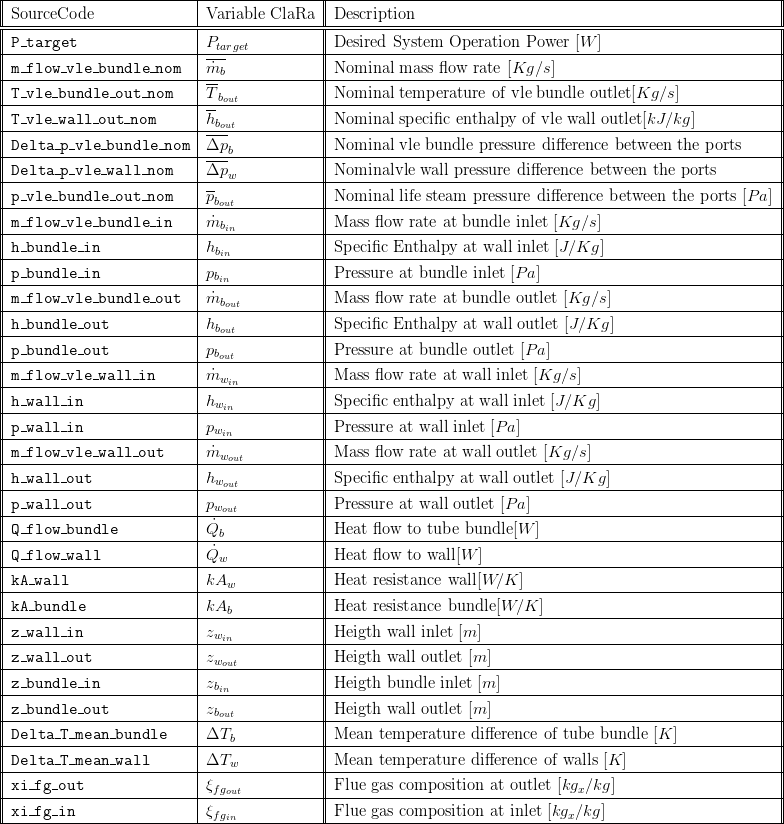 SourceCode Variable ClaRa Description
P_target $P_{target}$ Desired System Operation Power $[W]$
m_flow_vle_bundle_nom $\overline{\dot{m}_b}$ Nominal mass flow rate $[Kg/s]$
T_vle_bundle_out_nom $\overline{T}_{b_{out}}$ Nominal temperature of vle bundle outlet$[Kg/s]$
T_vle_wall_out_nom $\overline{h}_{b_{out}}$ Nominal specific enthalpy of vle wall outlet$[kJ/kg]$
Delta_p_vle_bundle_nom $\overline{\Delta p}_b$ Nominal vle bundle pressure difference between the ports
Delta_p_vle_wall_nom $\overline{\Delta p}_w$ Nominalvle wall pressure difference between the ports
p_vle_bundle_out_nom $\overline{p}_{b_{out}}$ Nominal life steam pressure difference between the ports $[Pa]$
m_flow_vle_bundle_in $\dot{m}_{b_{in}}$ Mass flow rate at bundle inlet $[Kg/s]$
h_bundle_in $h_{b_{in}}$ Specific Enthalpy at wall inlet $[J/Kg]$
p_bundle_in $p_{b_{in}}$ Pressure at bundle inlet $[Pa]$
m_flow_vle_bundle_out $\dot{m}_{b_{out}}$ Mass flow rate at bundle outlet $[Kg/s]$
h_bundle_out $h_{b_{out}}$ Specific Enthalpy at wall outlet $[J/Kg]$
p_bundle_out $p_{b_{out}}$ Pressure at bundle outlet $[Pa]$
m_flow_vle_wall_in $\dot{m}_{w_{in}}$ Mass flow rate at wall inlet $[Kg/s]$
h_wall_in $h_{w_{in}}$ Specific enthalpy at wall inlet $[J/Kg]$
p_wall_in $p_{w_{in}}$ Pressure at wall inlet $[Pa]$
m_flow_vle_wall_out $\dot{m}_{w_{out}}$ Mass flow rate at wall outlet $[Kg/s]$
h_wall_out $h_{w_{out}}$ Specific enthalpy at wall outlet $[J/Kg]$
p_wall_out $p_{w_{out}}$ Pressure at wall outlet $[Pa]$
Q_flow_bundle $\dot{Q}_b$ Heat flow to tube bundle$[W]$
Q_flow_wall $\dot{Q}_w$ Heat flow to wall$[W]$
kA_wall $kA_w$ Heat resistance wall$[W/K]$
kA_bundle $kA_b$ Heat resistance bundle$[W/K]$
z_wall_in $z_{w_{in}}$ Heigth wall inlet $[m]$
z_wall_out $z_{w_{out}}$ Heigth wall outlet $[m]$
z_bundle_in $z_{b_{in}}$ Heigth bundle inlet $[m]$
z_bundle_out $z_{b_{out}}$ Heigth wall outlet $[m]$
Delta_T_mean_bundle $\Delta T_b$ Mean temperature difference of tube bundle $[K]$
Delta_T_mean_wall $\Delta T_w$ Mean temperature difference of walls $[K]$
xi_fg_out $\xi_{fg_{out}}$ Flue gas composition at outlet $[kg_x/kg]$
xi_fg_in $\xi_{fg_{in}}$ Flue gas composition at inlet $[kg_x/kg]$